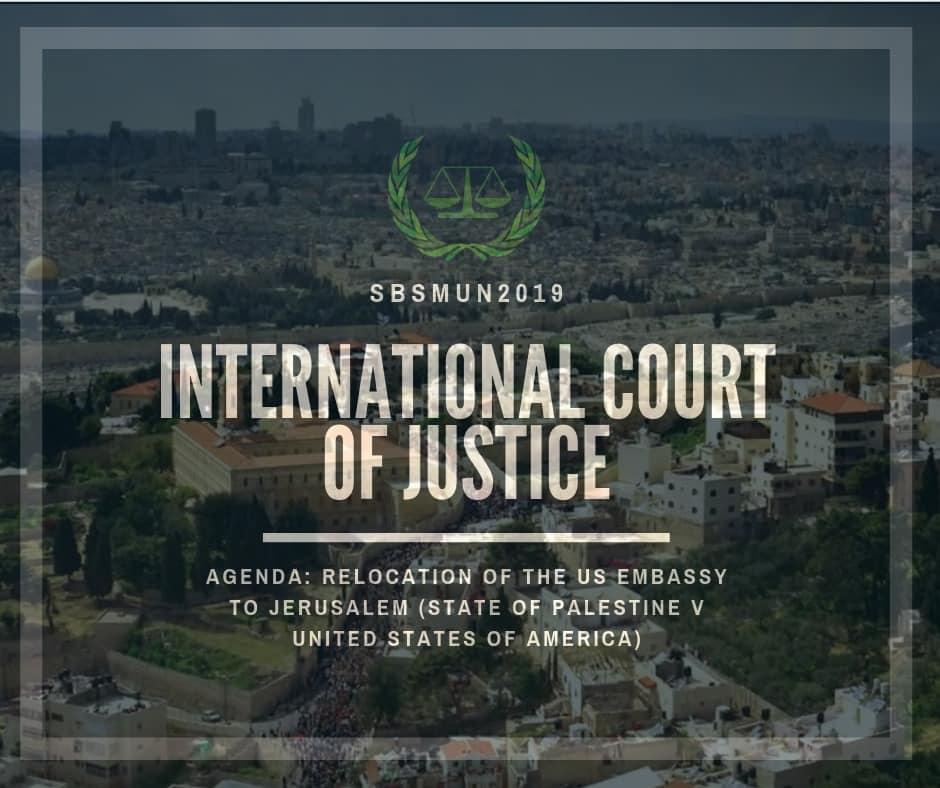 SBSMUN2019
INTERNATIONAL COURT
OF JUSTICE
AGENDA: RELOCATION OF THE US EMBASSY
TO JERUSALEM (STATE OF PALESTINE V
UNITED STATES OF AMERICA)